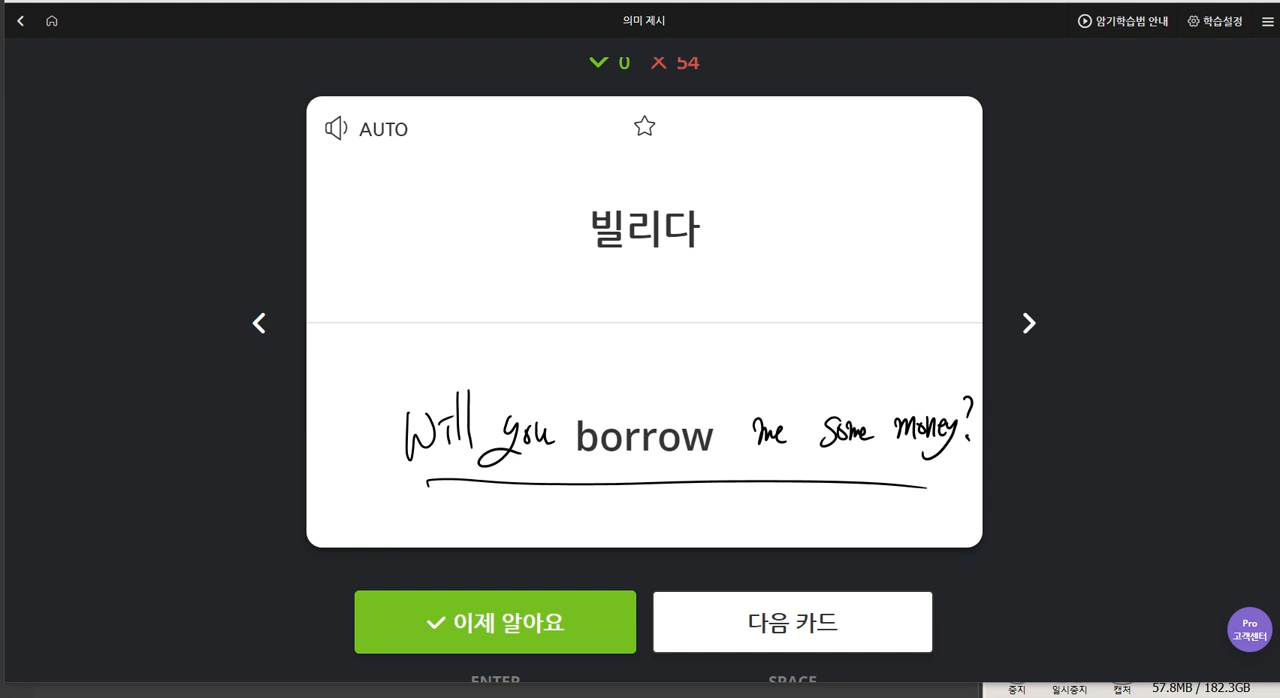 의미 제시
암기학습법 안내
학습설정
0 54
AUTO
빌리다
Will you borrow me some money?
이제 알아요
다음 카드
ENTER
SPACE
Pro
고객센터
중지
일시중지
캡처
57.8MB / 182.3GB